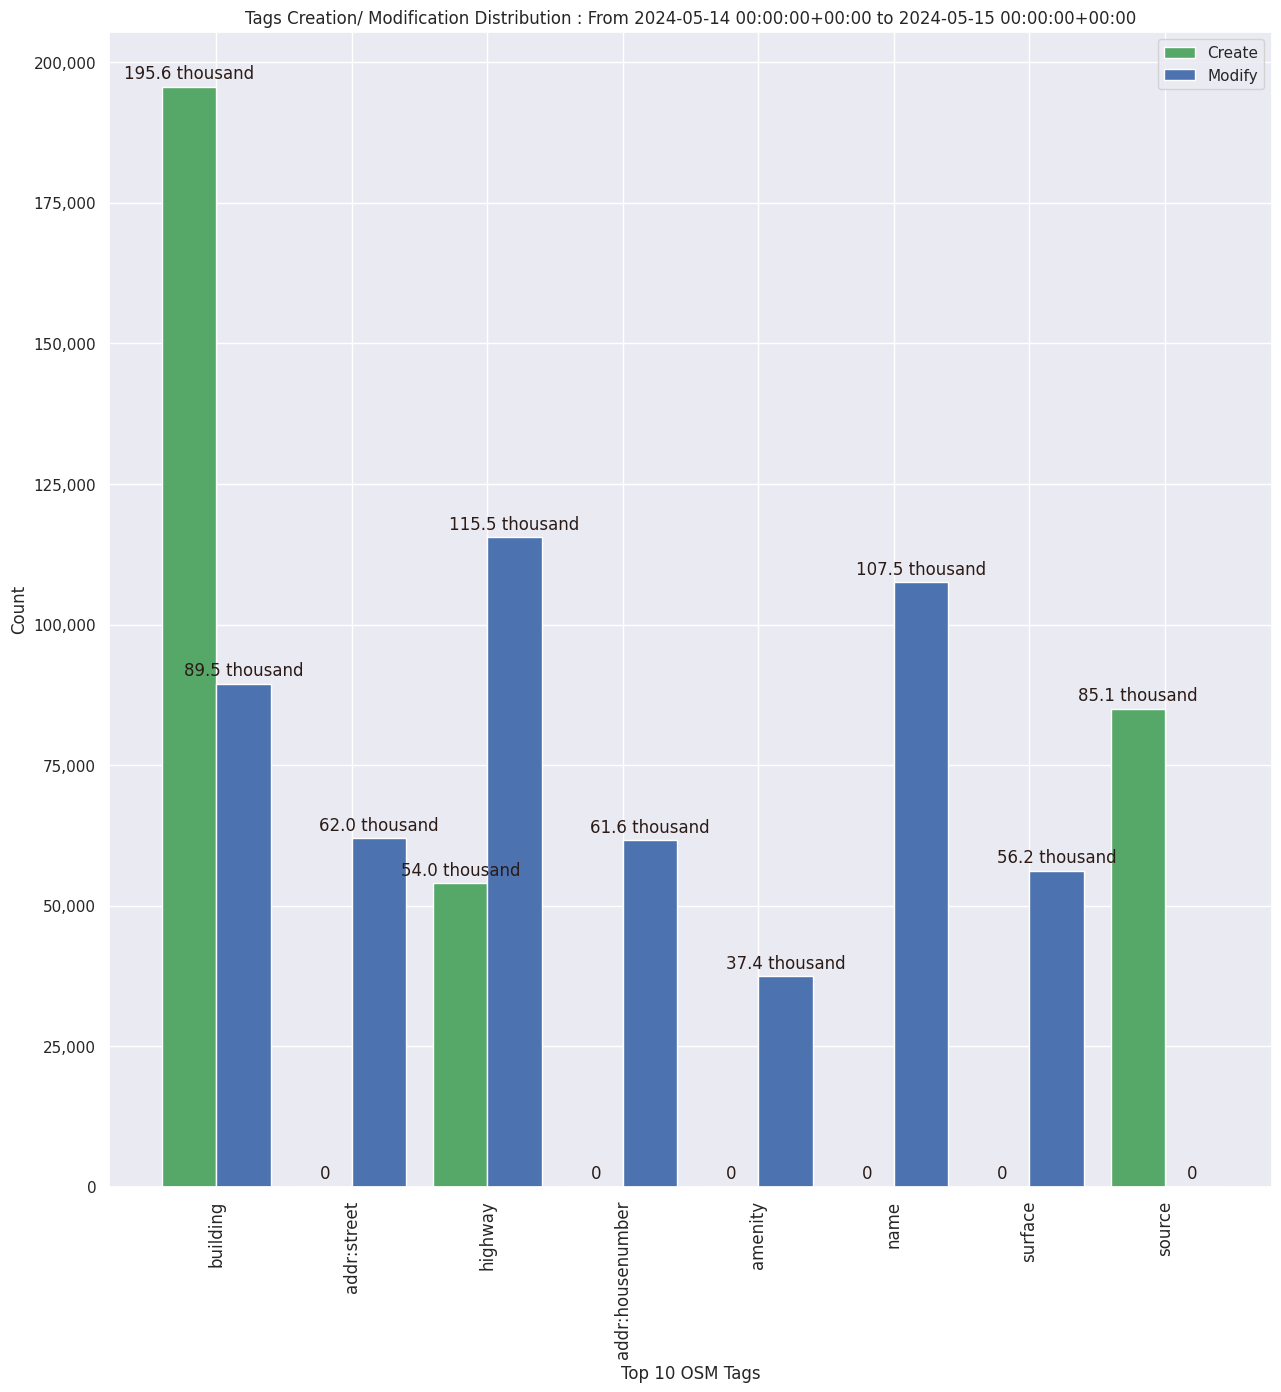 Tags Creation/ Modification Distribution : From 2024-05-14 00:00:00+00:00 to 2024-05-15 00:00:00+00:00
Create
Modify
200,000
175,000
150,000
125,000
100,000
75,000
50,000
25,000
0
Count
195.6 thousand
89.5 thousand
0
62.0 thousand
54.0 thousand
115.5 thousand
0
61.6 thousand
0
37.4 thousand
0
107.5 thousand
0
56.2 thousand
85.1 thousand
0
building
addr:street
highway
addr:housenumber
amenity
name
surface
source
Top 10 OSM Tags